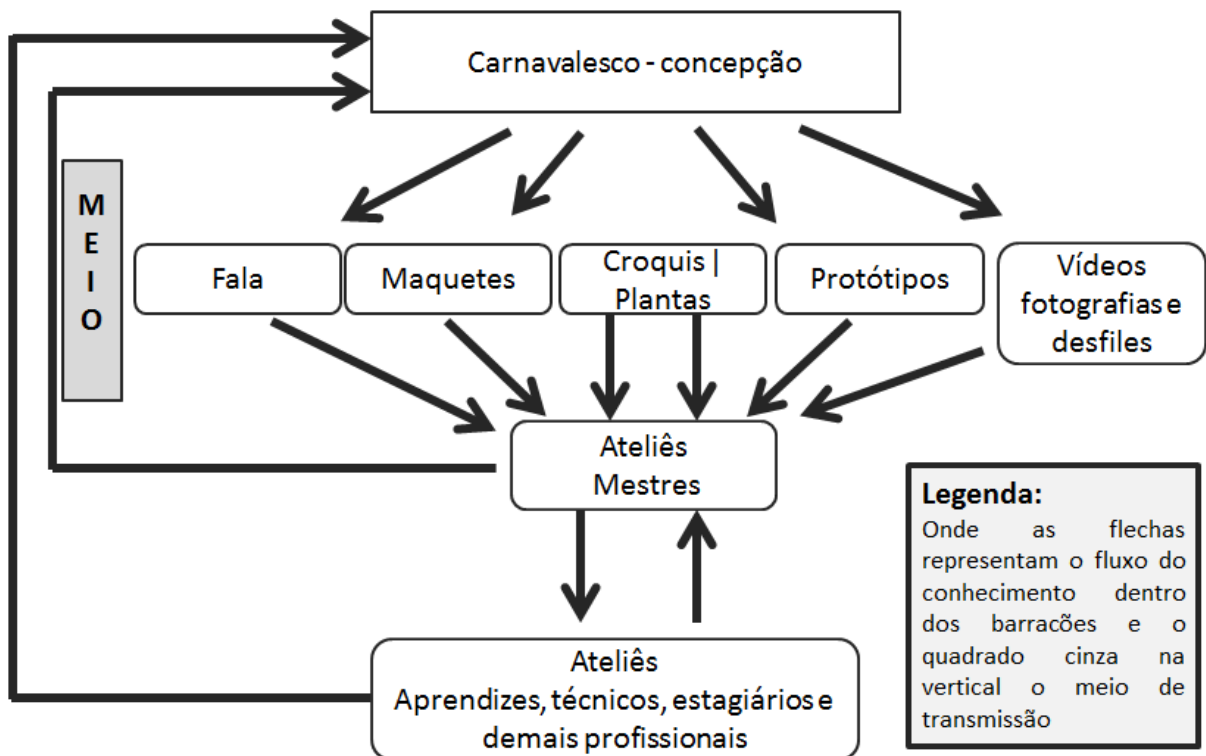 Carnavalesco - concepção
M
E
I
O
Fala
Maquetes
Croquis |
Plantas
Protótipos
Vídeos
fotografias e
desfiles
Ateliês
Mestres
Legenda:
Onde as flechas
representam o fluxo do
conhecimento dentro
dos barracões e o
quadrado cinza na
vertical o meio de
transmissão
Ateliês
Aprendizes, técnicos, estagiários e
demais profissionais